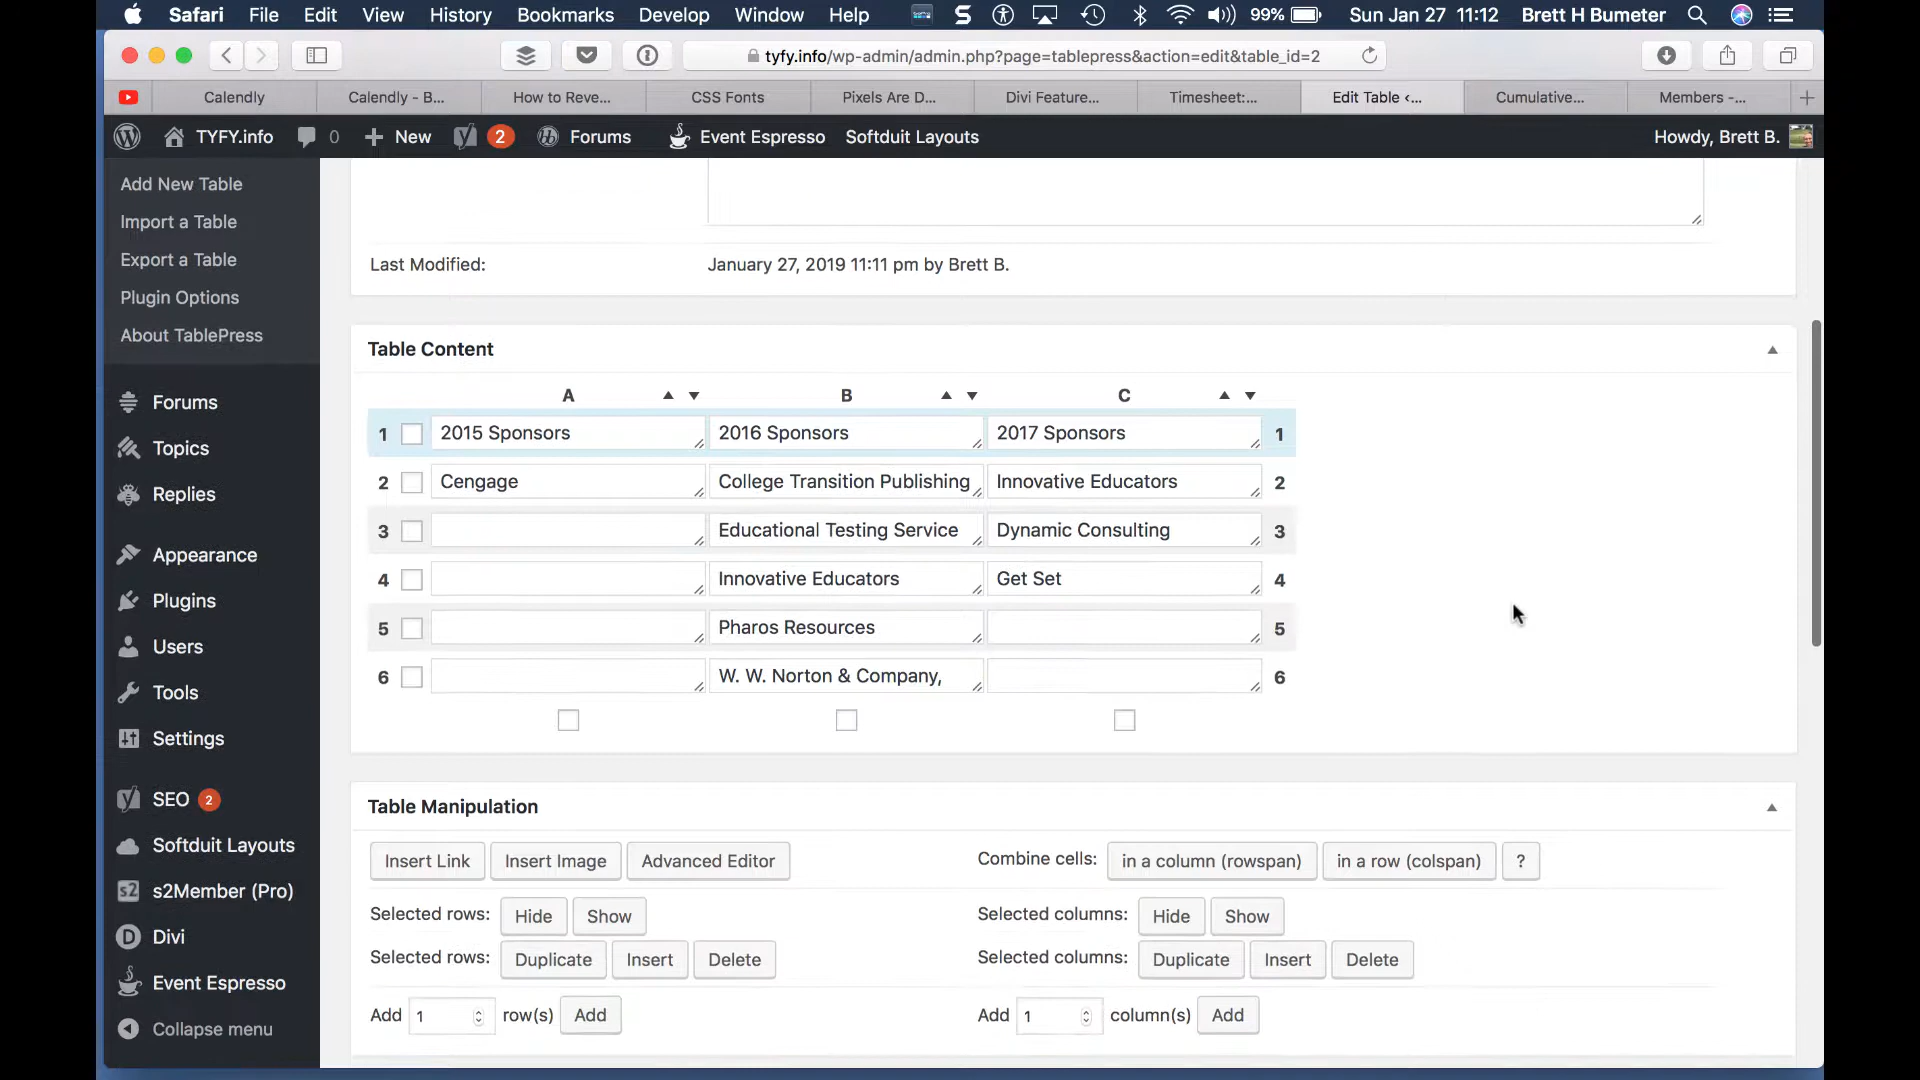 Safari File Edit View History Bookmarks Develop Window Help 99% Sun Jan 27 11:12 Brett H Bumeter
tyfy.info/wp-admin/admin.php?page=tablepress&action=edit&table_id=2
Calendly Calendly - B... How to Reve... CSS Fonts Pixels Are D... Divi Feature... Timesheet:... Edit Table <... Cumulative... Members -...
TYFY.info 0 New 2 Forums Event Espresso Softduit Layouts Howdy, Brett B.
Add New Table
Import a Table
Export a Table
Plugin Options
About TablePress
Forums
Topics
Replies
Appearance
Plugins
Users
Tools
Settings
SEO 2
Softduit Layouts
s2 s2Member (Pro)
D Divi
Event Espresso
Collapse menu
Last Modified: January 27, 2019 11:11 pm by Brett B.
Table Content
A B C
1 2015 Sponsors 2016 Sponsors 2017 Sponsors 1
2 Cengage College Transition Publishing Innovative Educators 2
3 Educational Testing Service Dynamic Consulting 3
4 Innovative Educators Get Set 4
5 Pharos Resources 5
6 W. W. Norton & Company, 6
Table Manipulation
Insert Link Insert Image Advanced Editor Combine cells: in a column (rowspan) in a row (colspan) ?
Selected rows: Hide Show Selected columns: Hide Show
Selected rows: Duplicate Insert Delete Selected columns: Duplicate Insert Delete
Add 1 row(s) Add Add 1 column(s) Add